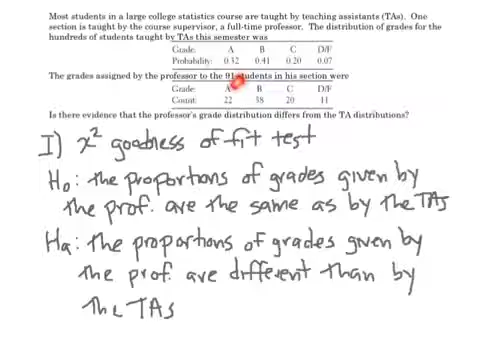 Most students in a large college statistics course are taught by teaching assistants (TAs). One
section is taught by the course supervisor, a full-time professor. The distribution of grades for the
hundreds of students taught by TAs this semester was
Grade: A B C D/F
Probability: 0.32 0.41 0.20 0.07
The grades assigned by the professor to the 91 students in his section were
Grade: A B C D/F
Count: 22 38 20 11
Is there evidence that the professor's grade distribution differs from the TA distributions?
I) x² goodness of fit test
H₀: the proportions of grades given by
the prof. are the same as by the TAs
Ha: the proportions of grades given by
the prof. are different than by
the TAs